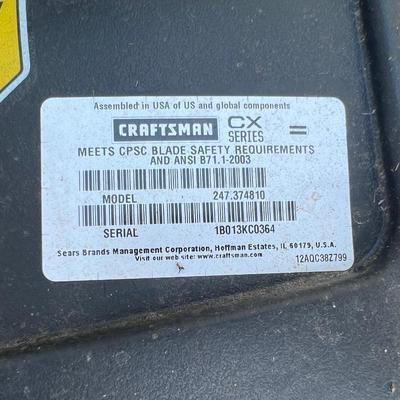 Assembled in USA of US and global components
CRAFTSMAN CX SERIES =
MEETS CPSC BLADE SAFETY REQUIREMENTS
AND ANSI B71.1-2003
MODEL 247.374810
SERIAL 1B013KC0364
Sears Brands Management Corporation, Hoffman Estates, IL 60179, U.S.A.
Visit our web site: www.craftsman.com
12AQC38Z799